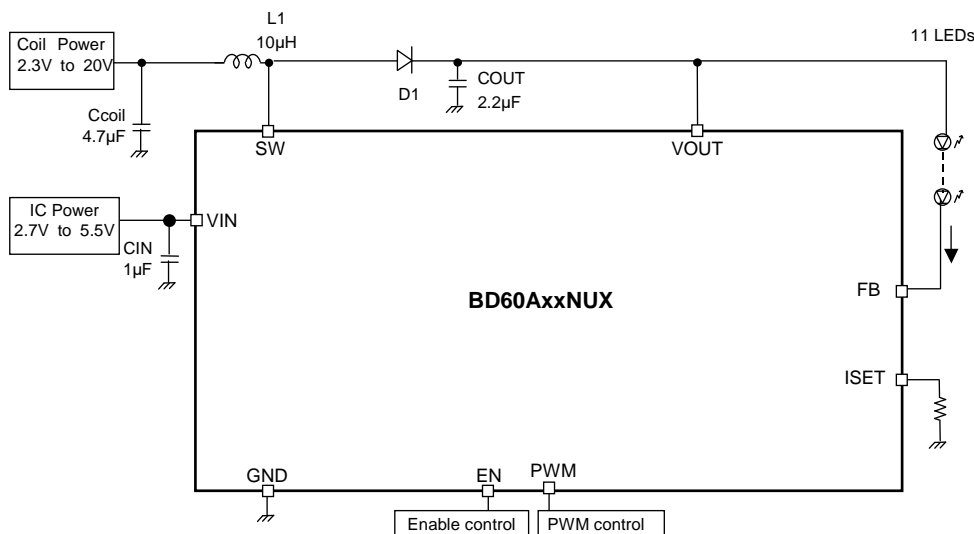 L1
10μH
11 LEDs
Coil Power
2.3V to 20V
D1
COUT
2.2μF
Ccoil
4.7μF
SW
VOUT
IC Power
2.7V to 5.5V
VIN
CIN
1μF
BD60AxxNUX
FB
ISET
GND
EN
PWM
Enable control
PWM control